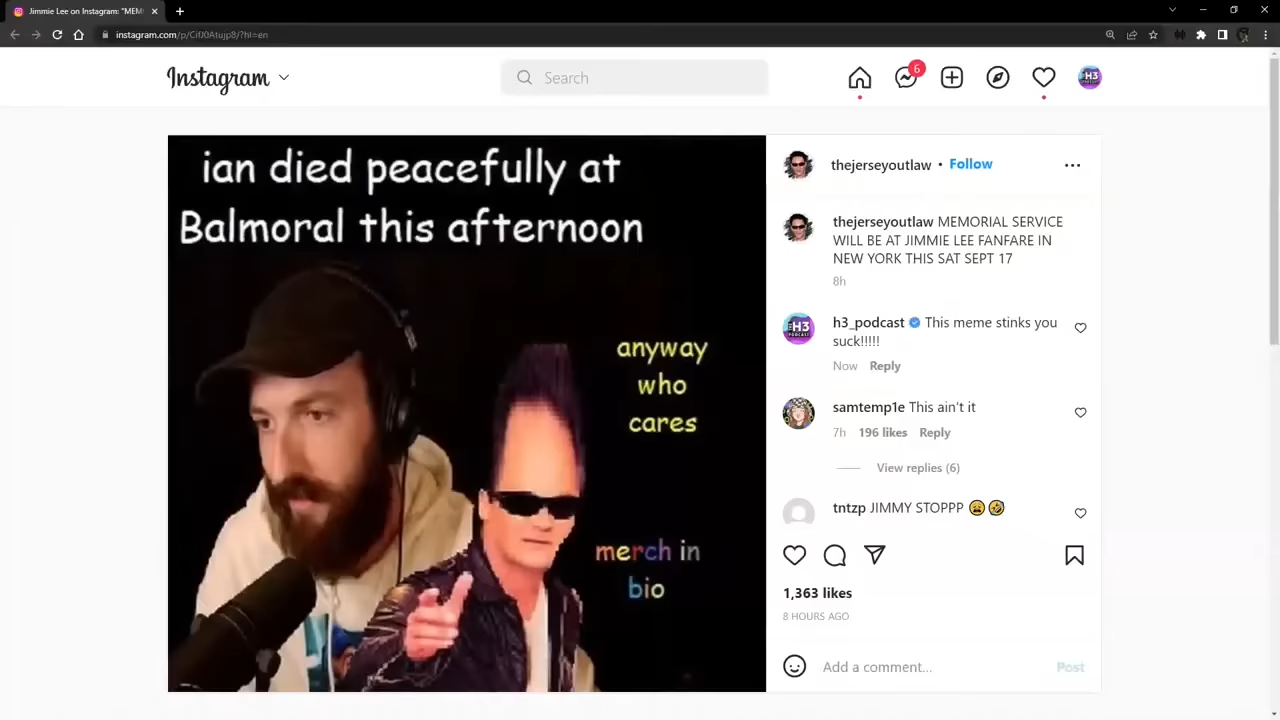 Jimmie Lee on Instagram: "MEM
instagram.com/p/CifJ0Atujp8/?hl=en
Instagram
Search
6
ian died peacefully at
Balmoral this afternoon
anyway
who
cares
merch in
bio
thejerseyoutlaw • Follow
thejerseyoutlaw MEMORIAL SERVICE
WILL BE AT JIMMIE LEE FANFARE IN
NEW YORK THIS SAT SEPT 17
8h
h3_podcast This meme stinks you
suck!!!!!
Now Reply
samtemp1e This ain't it
7h 196 likes Reply
View replies (6)
tntzp JIMMY STOPPP 😩🤣
1,363 likes
8 HOURS AGO
Add a comment...
Post